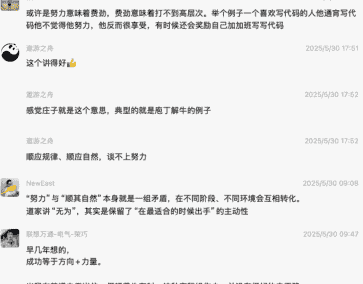 或许是努力意味着费劲，费劲意味着打不到高层次。举个例子一个喜欢写代码的人他通宵写代
码他不觉得他努力，他反而很享受，有时候还会奖励自己加加班写写代码
遨游之舟
2025/5/30 17:51
这个讲得好👍
遨游之舟
2025/5/30 17:52
感觉庄子就是这个意思，典型的就是庖丁解牛的例子
遨游之舟
2025/5/30 17:52
顺应规律、顺应自然，谈不上努力
NewEast
2025/5/30 09:06
“努力”与“顺其自然”本身就是一组矛盾，在不同阶段、不同环境会互相转化。
道家讲“无为”，其实是保留了“在最适合的时候出手”的主动性
2025/5/30 09:47
早几年想的，
成功等于方向＋力量。